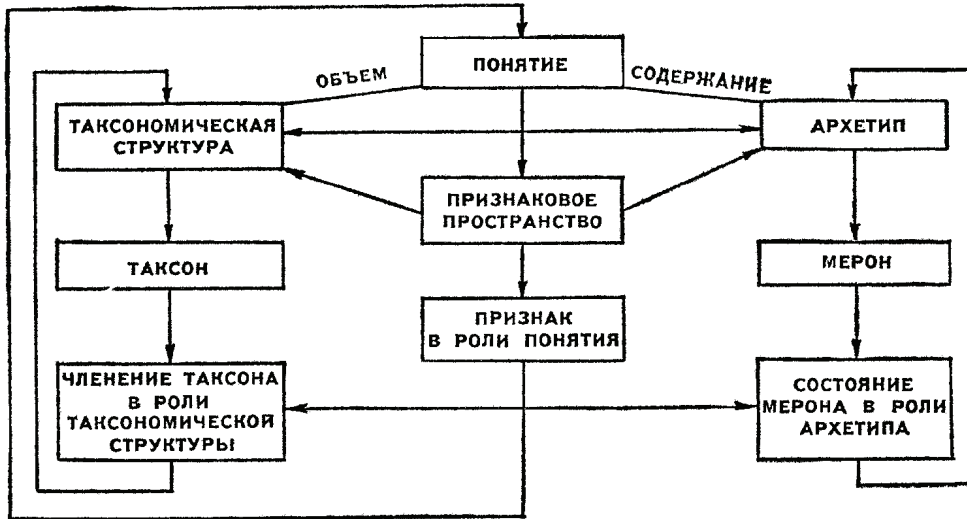 ПОНЯТИЕ
ОБЪЕМ
СОДЕРЖАНИЕ
ТАКСОНОМИЧЕСКАЯ
СТРУКТУРА
АРХЕТИП
ПРИЗНАКОВОЕ
ПРОСТРАНСТВО
ТАКСОН
МЕРОН
ПРИЗНАК
В РОЛИ ПОНЯТИЯ
ЧЛЕНЕНИЕ ТАКСОНА
В РОЛИ
ТАКСОНОМИЧЕСКОЙ
СТРУКТУРЫ
СОСТОЯНИЕ
МЕРОНА В РОЛИ
АРХЕТИПА